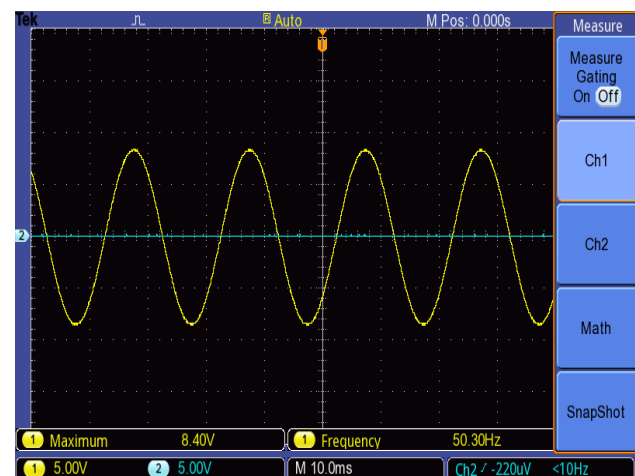 Tek
R Auto
M Pos: 0.000s
Measure
Measure
Gating
On Off
Ch1
Ch2
Math
SnapShot
2
1 Maximum 8.40V
1 Frequency 50.30Hz
1 5.00V
2 5.00V
M 10.0ms
Ch2 -220uV <10Hz